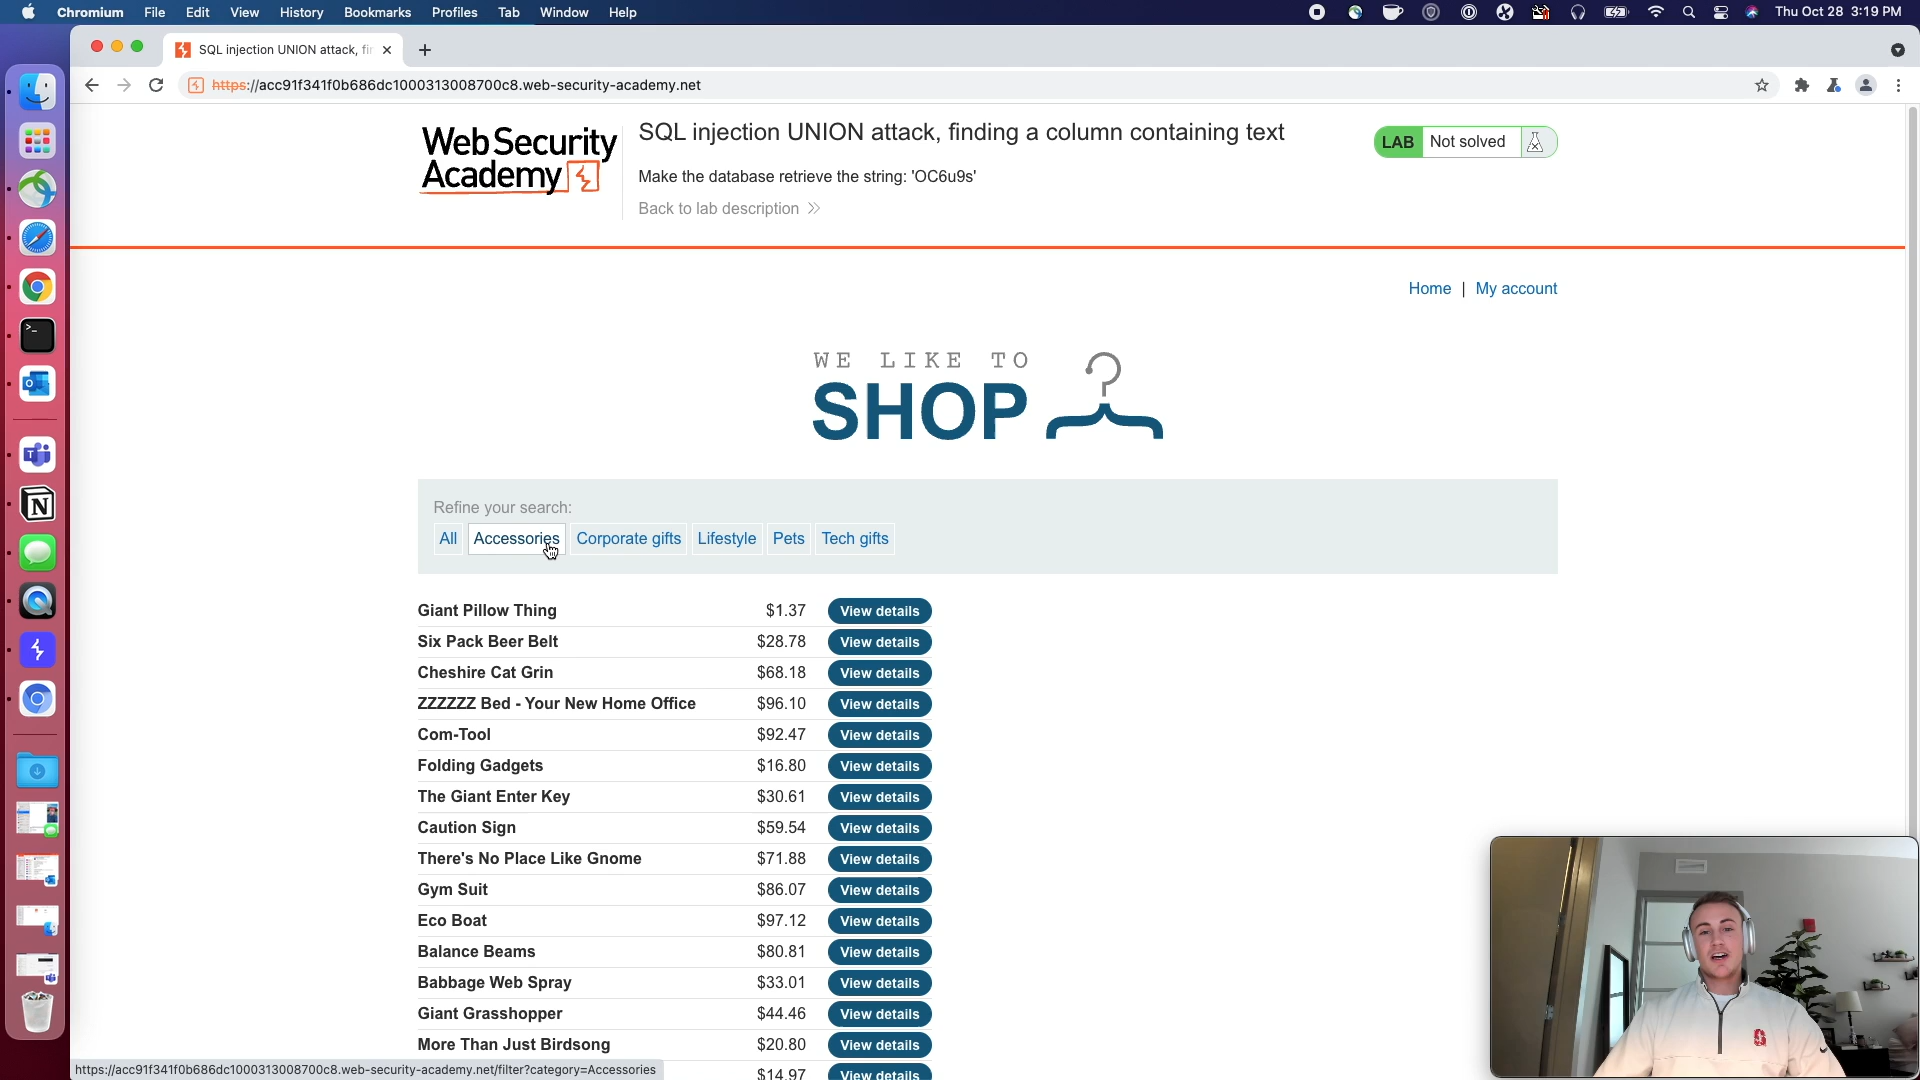 Chromium File Edit View History Bookmarks Profiles Tab Window Help Thu Oct 28 3:19 PM
SQL injection UNION attack, fi
https://acc91f341f0b686dc1000313008700c8.web-security-academy.net
Web Security
Academy
SQL injection UNION attack, finding a column containing text
Make the database retrieve the string: 'OC6u9s'
Back to lab description
LAB Not solved
Home | My account
WE LIKE TO
SHOP
Refine your search:
All Accessories Corporate gifts Lifestyle Pets Tech gifts
Giant Pillow Thing $1.37 View details
Six Pack Beer Belt $28.78 View details
Cheshire Cat Grin $68.18 View details
ZZZZZZ Bed - Your New Home Office $96.10 View details
Com-Tool $92.47 View details
Folding Gadgets $16.80 View details
The Giant Enter Key $30.61 View details
Caution Sign $59.54 View details
There's No Place Like Gnome $71.88 View details
Gym Suit $86.07 View details
Eco Boat $97.12 View details
Balance Beams $80.81 View details
Babbage Web Spray $33.01 View details
Giant Grasshopper $44.46 View details
More Than Just Birdsong $20.80 View details
$14.97 View details
https://acc91f341f0b686dc1000313008700c8.web-security-academy.net/filter?category=Accessories